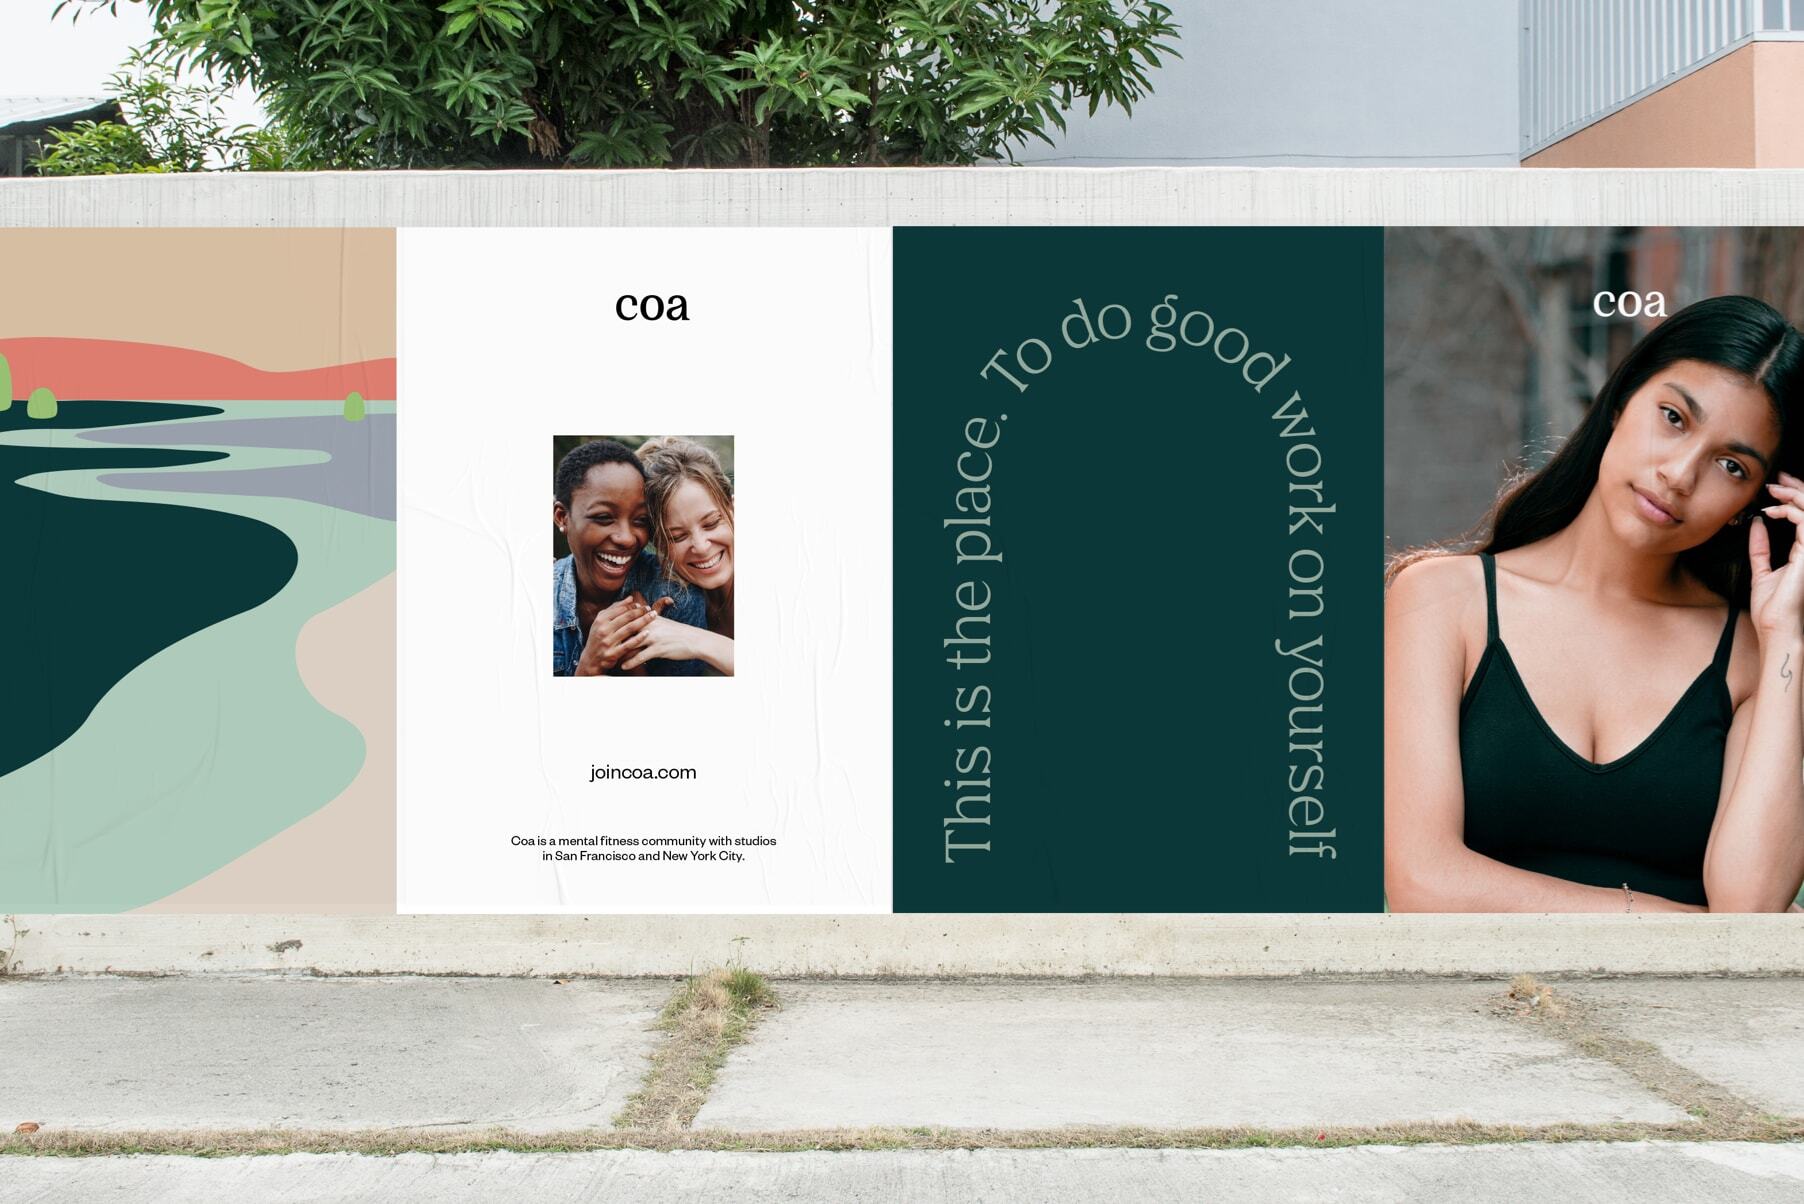 coa
joincoa.com
Coa is a mental fitness community with studios
in San Francisco and New York City.
This is the place. To do good work on yourself
coa